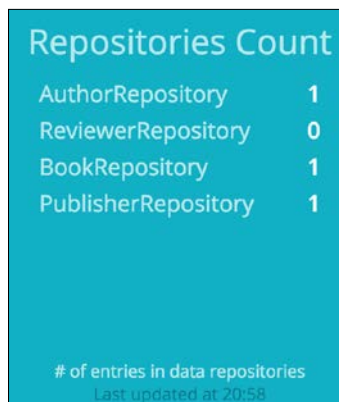 Repositories Count
AuthorRepository 1
ReviewerRepository 0
BookRepository 1
PublisherRepository 1
# of entries in data repositories
Last updated at 20:58